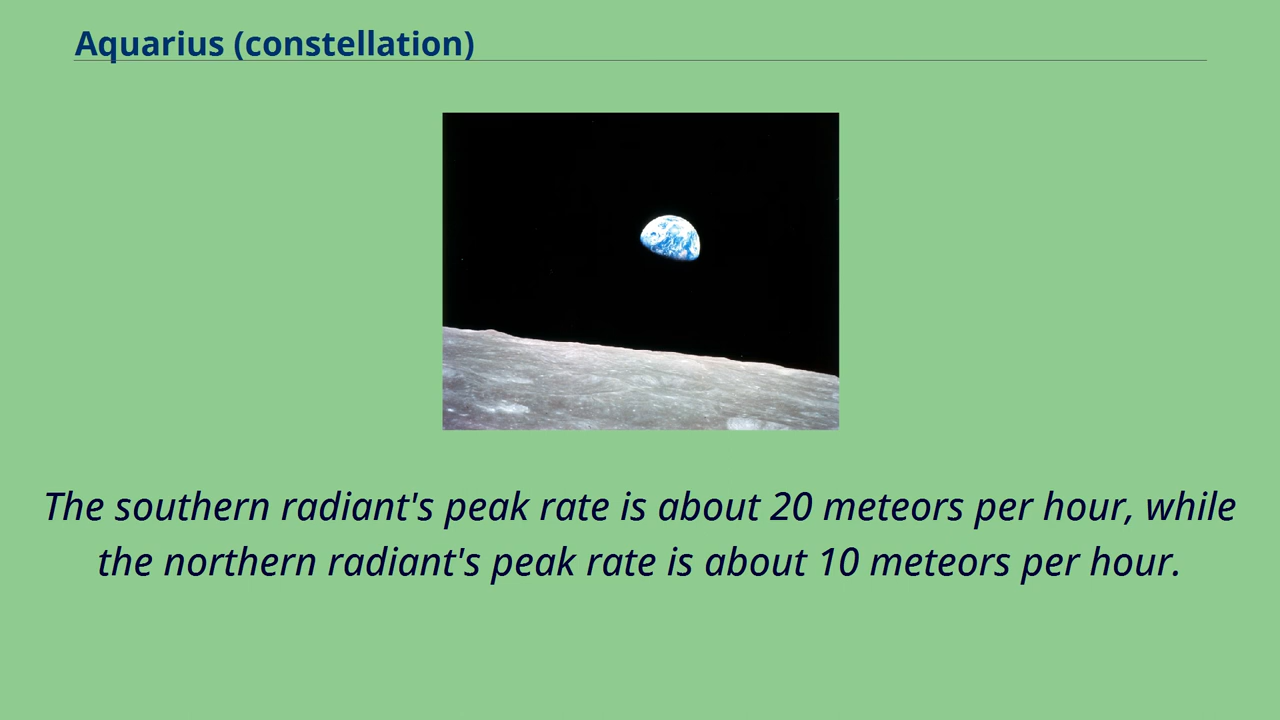 Aquarius (constellation)
The southern radiant's peak rate is about 20 meteors per hour, while
the northern radiant's peak rate is about 10 meteors per hour.